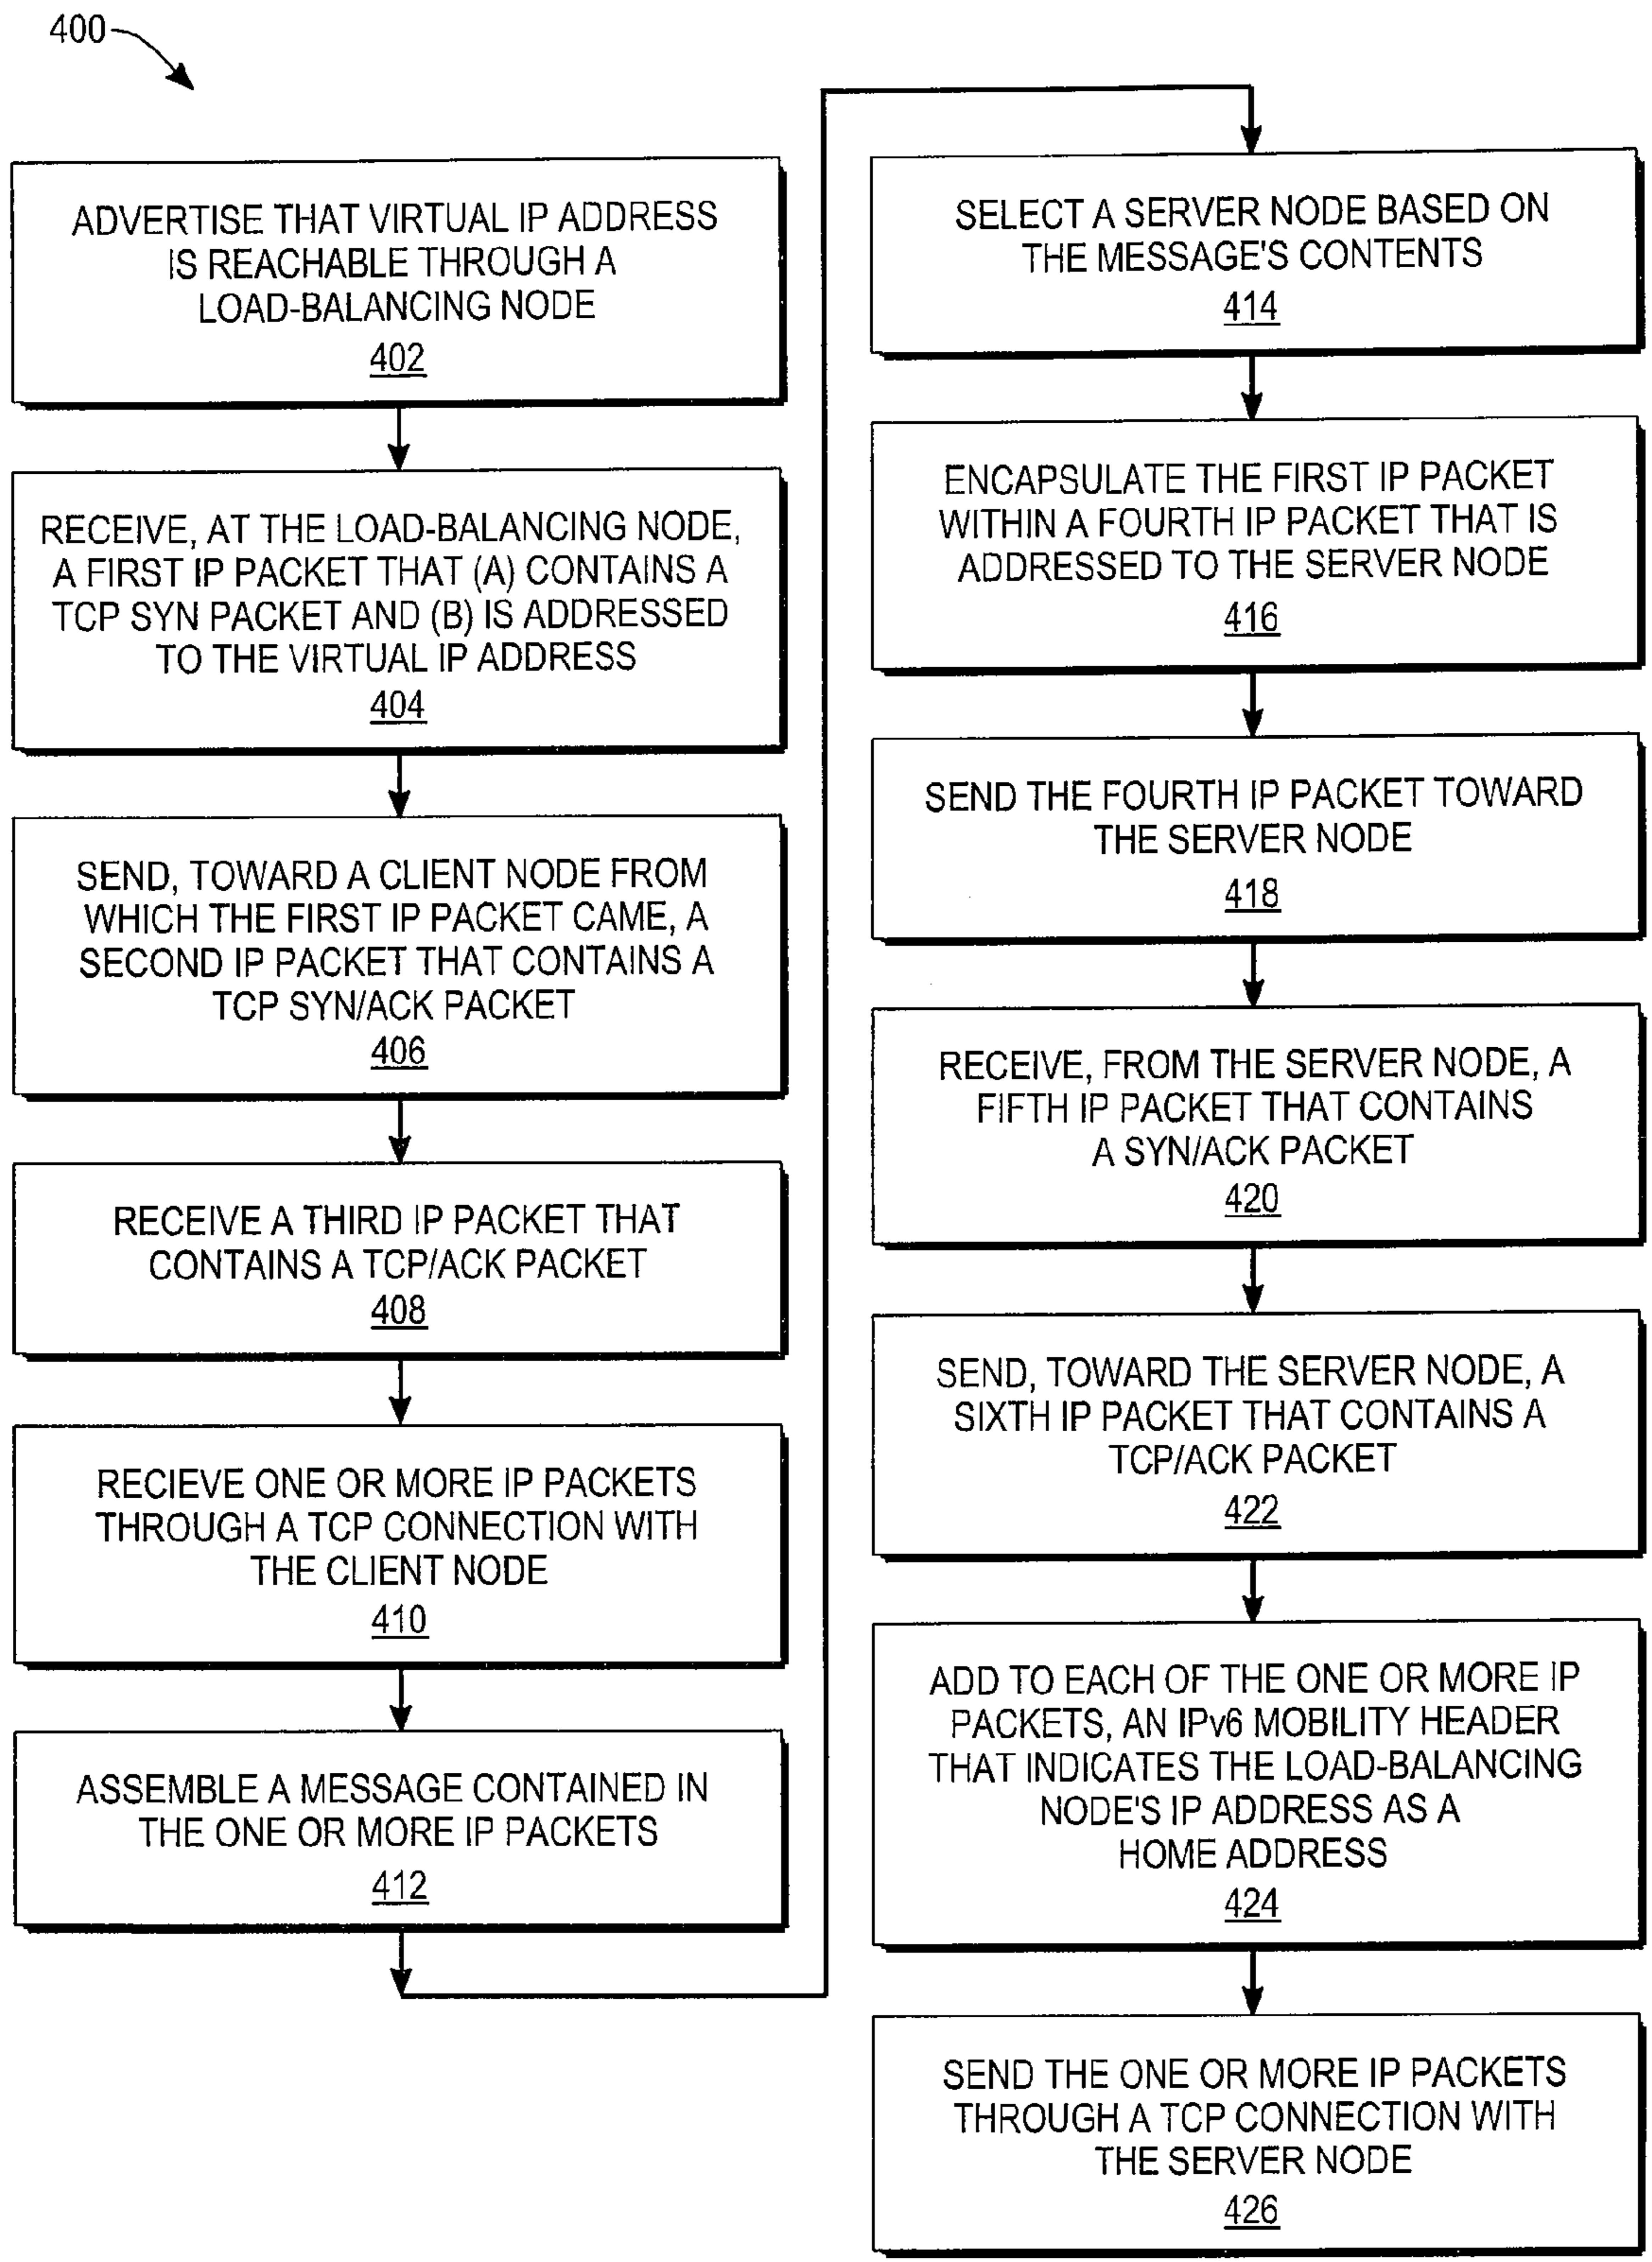 400
ADVERTISE THAT VIRTUAL IP ADDRESS
IS REACHABLE THROUGH A
LOAD-BALANCING NODE
402
RECEIVE, AT THE LOAD-BALANCING NODE,
A FIRST IP PACKET THAT (A) CONTAINS A
TCP SYN PACKET AND (B) IS ADDRESSED
TO THE VIRTUAL IP ADDRESS
404
SEND, TOWARD A CLIENT NODE FROM
WHICH THE FIRST IP PACKET CAME, A
SECOND IP PACKET THAT CONTAINS A
TCP SYN/ACK PACKET
406
RECEIVE A THIRD IP PACKET THAT
CONTAINS A TCP/ACK PACKET
408
RECIEVE ONE OR MORE IP PACKETS
THROUGH A TCP CONNECTION WITH
THE CLIENT NODE
410
ASSEMBLE A MESSAGE CONTAINED IN
THE ONE OR MORE IP PACKETS
412
SELECT A SERVER NODE BASED ON
THE MESSAGE'S CONTENTS
414
ENCAPSULATE THE FIRST IP PACKET
WITHIN A FOURTH IP PACKET THAT IS
ADDRESSED TO THE SERVER NODE
416
SEND THE FOURTH IP PACKET TOWARD
THE SERVER NODE
418
RECEIVE, FROM THE SERVER NODE, A
FIFTH IP PACKET THAT CONTAINS
A SYN/ACK PACKET
420
SEND, TOWARD THE SERVER NODE, A
SIXTH IP PACKET THAT CONTAINS A
TCP/ACK PACKET
422
ADD TO EACH OF THE ONE OR MORE IP
PACKETS, AN IPv6 MOBILITY HEADER
THAT INDICATES THE LOAD-BALANCING
NODE'S IP ADDRESS AS A
HOME ADDRESS
424
SEND THE ONE OR MORE IP PACKETS
THROUGH A TCP CONNECTION WITH
THE SERVER NODE
426